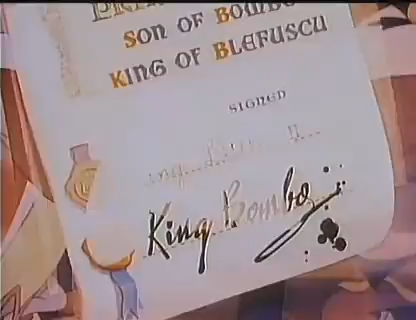 Son of Bombo
King of Blefuscu
Signed
King Bombo